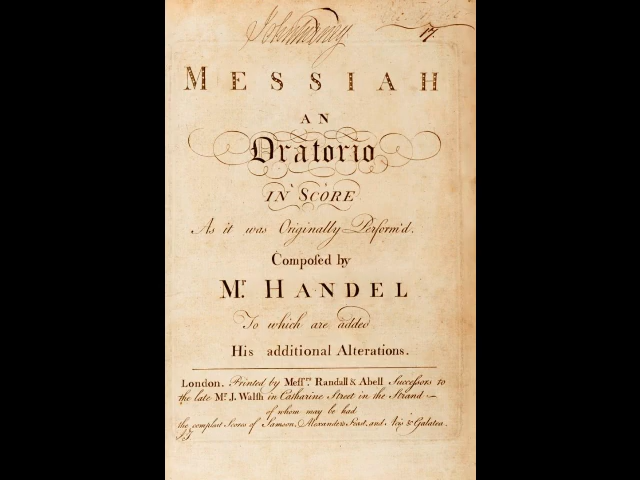 17
MESSIAH
AN
Oratorio
IN SCORE
As it was Originally Perform'd.
Compoſed by
Mr. HANDEL
To which are added
His additional Alterations.
London. Printed by Meſſrs. Randall & Abell Succeſsors to
the late Mr. J. Walſh in Catharine Street in the Strand
of whom may be had
the compleat Scores of Samson, Alexanders Feast, and Acis & Galatea.